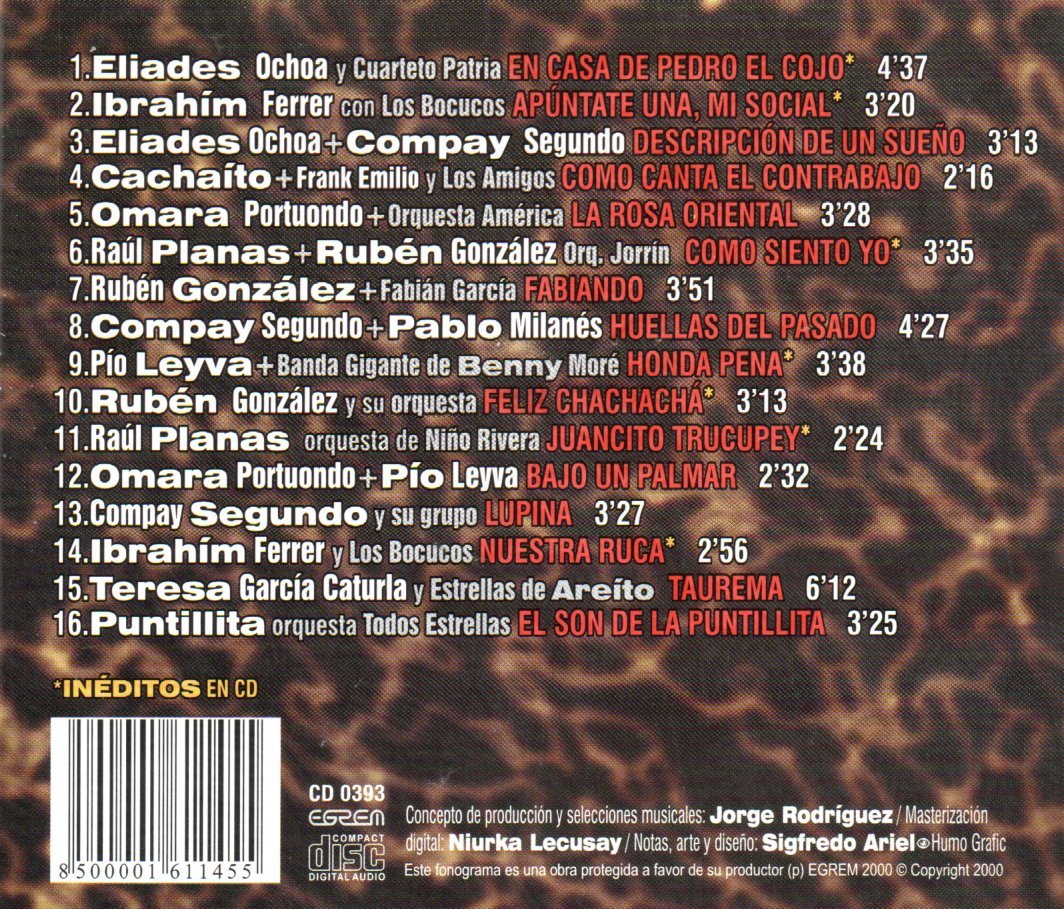 1.Eliades Ochoa y Cuarteto Patria EN CASA DE PEDRO EL COJO* 4'37
2.Ibrahím Ferrer con Los Bocucos APÚNTATE UNA, MI SOCIAL* 3'20
3.Eliades Ochoa+Compay Segundo DESCRIPCIÓN DE UN SUEÑO 3'13
4.Cachaíto+Frank Emilio y Los Amigos COMO CANTA EL CONTRABAJO 2'16
5.Omara Portuondo+Orquesta América LA ROSA ORIENTAL 3'28
6.Raúl Planas+Rubén González Orq. Jorrín COMO SIENTO YO* 3'35
7.Rubén González+Fabián García FABIANDO 3'51
8.Compay Segundo+Pablo Milanés HUELLAS DEL PASADO 4'27
9.Pío Leyva+Banda Gigante de Benny Moré HONDA PENA* 3'38
10.Rubén González y su orquesta FELIZ CHACHACHÁ* 3'13
11.Raúl Planas orquesta de Niño Rivera JUANCITO TRUCUPEY* 2'24
12.Omara Portuondo+Pío Leyva BAJO UN PALMAR 2'32
13.Compay Segundo y su grupo LUPINA 3'27
14.Ibrahím Ferrer y Los Bocucos NUESTRA RUCA* 2'56
15.Teresa García Caturla y Estrellas de Areíto TAUREMA 6'12
16.Puntillita orquesta Todos Estrellas EL SON DE LA PUNTILLITA 3'25
*INÉDITOS EN CD
8 500001 611455
CD 0393
EGREM
COMPACT
disc
DIGITAL AUDIO
Concepto de producción y selecciones musicales: Jorge Rodríguez / Masterización
digital: Niurka Lecusay / Notas, arte y diseño: Sigfredo Ariel Humo Grafic
Este fonograma es una obra protegida a favor de su productor (p) EGREM 2000 © Copyright 2000